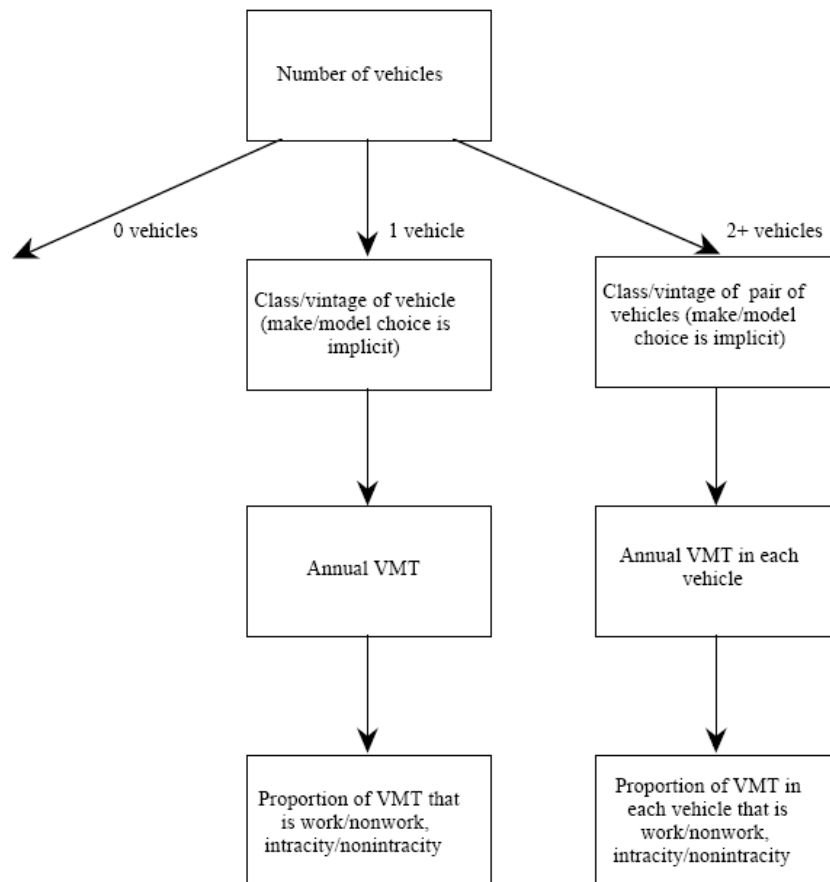 Number of vehicles
0 vehicles
1 vehicle
2+ vehicles
Class/vintage of vehicle
(make/model choice is
implicit)
Class/vintage of  pair of
vehicles (make/model
choice is implicit)
Annual VMT
Annual VMT in each
vehicle
Proportion of VMT that
is work/nonwork,
intracity/nonintracity
Proportion of VMT in
each vehicle that is
work/nonwork,
intracity/nonintracity